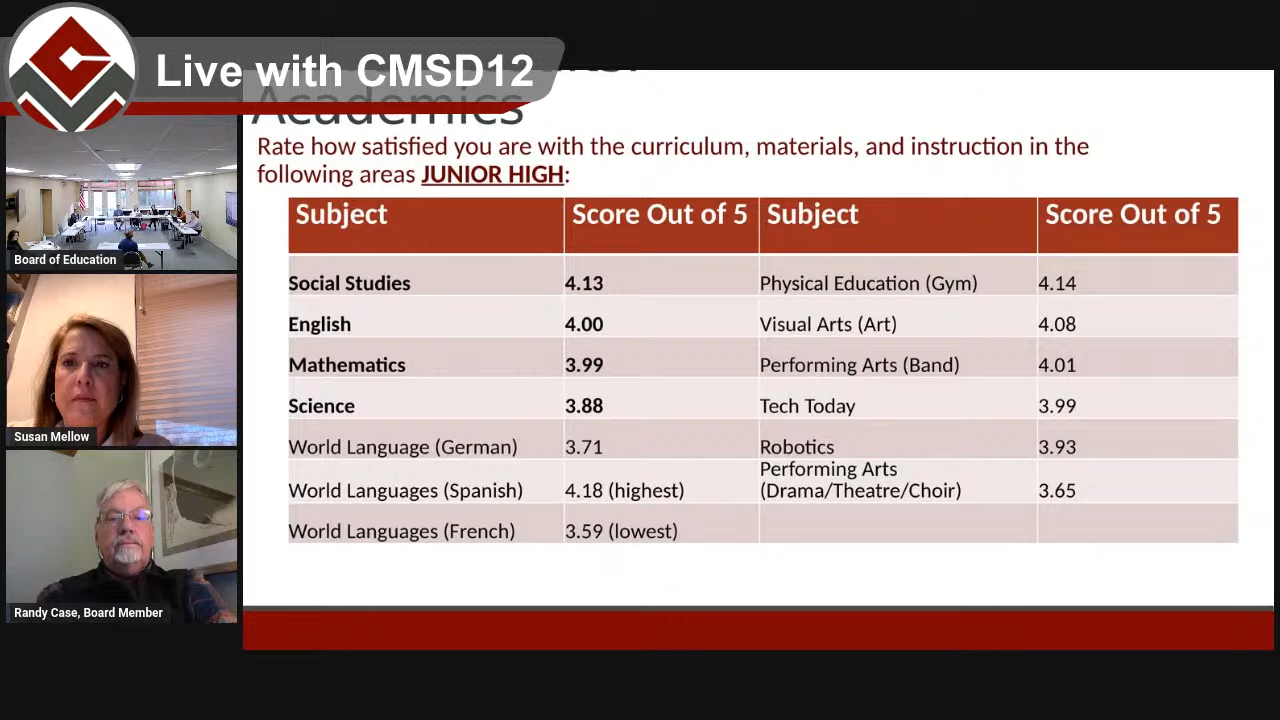 Live with CMSD12
Academics
Rate how satisfied you are with the curriculum, materials, and instruction in the
following areas JUNIOR HIGH:
Subject Score Out of 5 Subject Score Out of 5
Social Studies 4.13 Physical Education (Gym) 4.14
English 4.00 Visual Arts (Art) 4.08
Mathematics 3.99 Performing Arts (Band) 4.01
Science 3.88 Tech Today 3.99
World Language (German) 3.71 Robotics 3.93
World Languages (Spanish) 4.18 (highest) Performing Arts
(Drama/Theatre/Choir) 3.65
World Languages (French) 3.59 (lowest)
Board of Education
Susan Mellow
Randy Case, Board Member